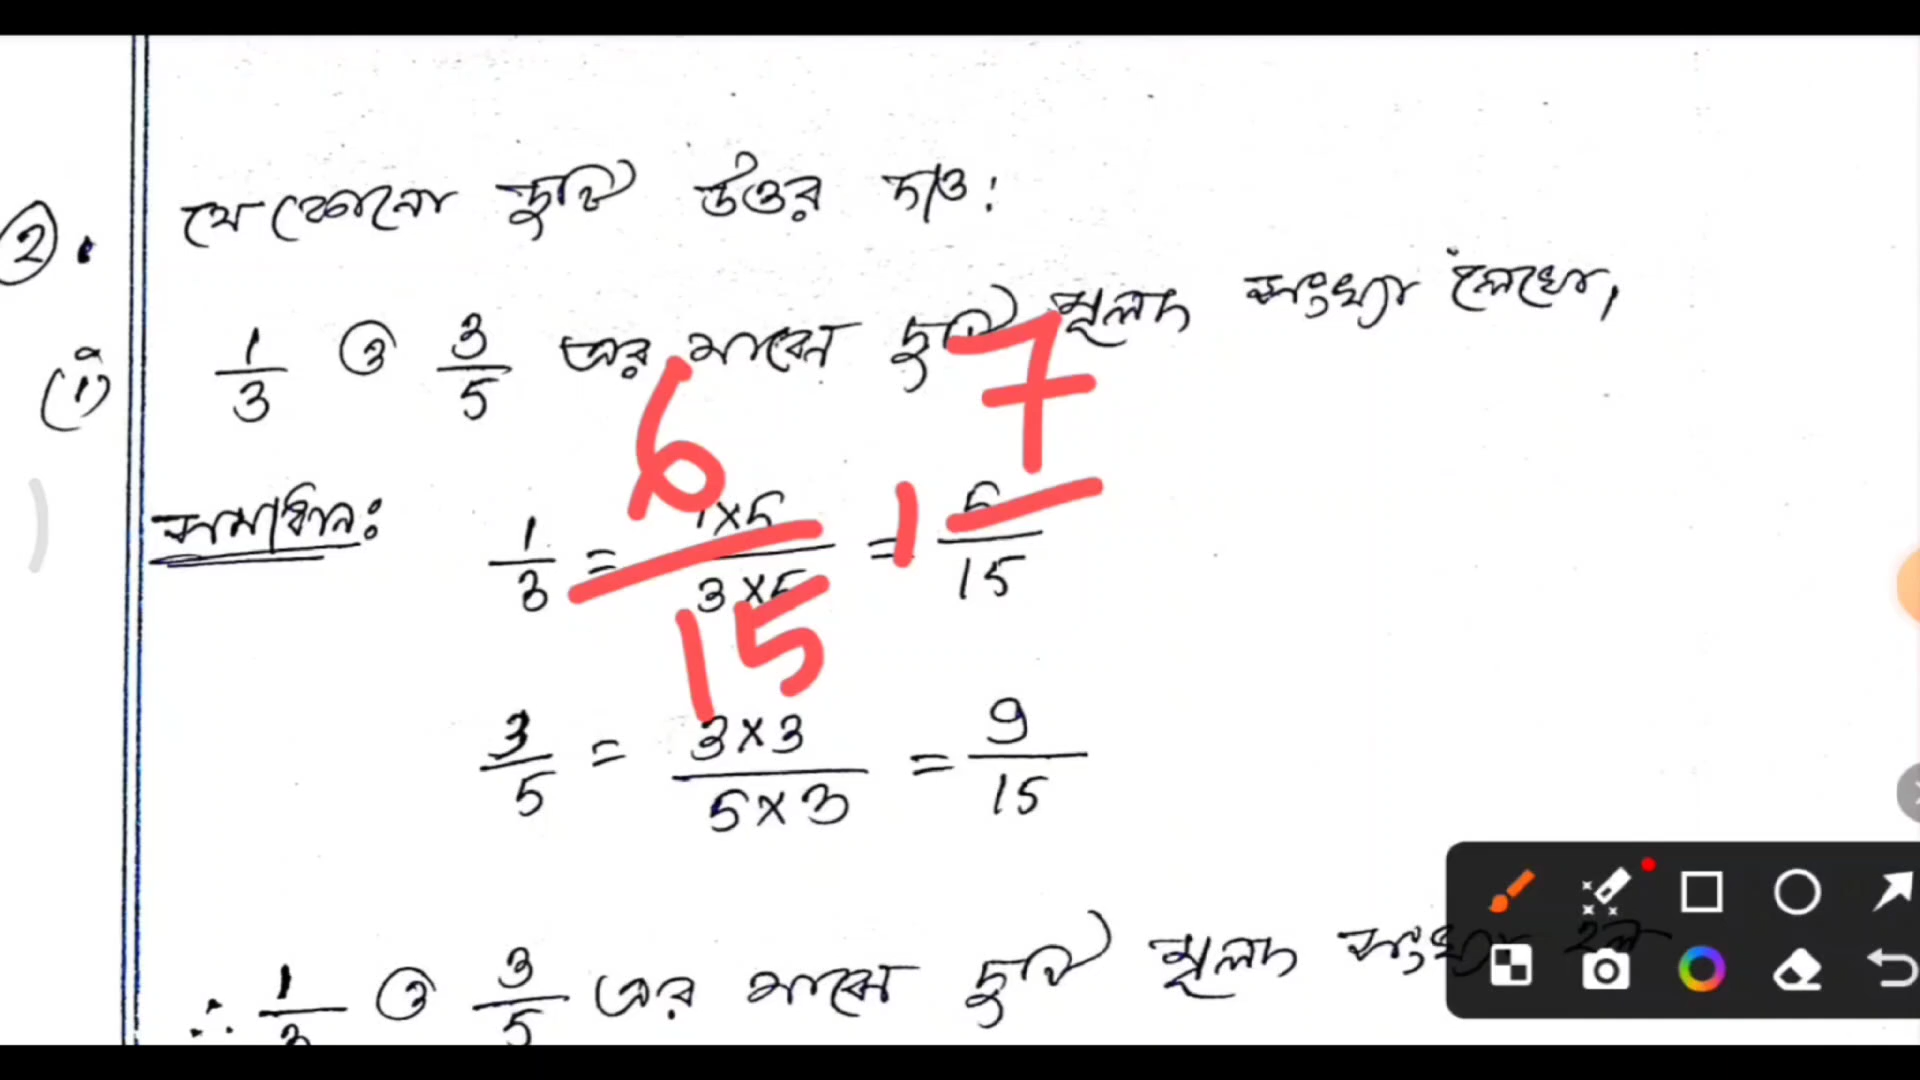 ২. যে কোনো দুটি উত্তর দাও:
(i) 1/3 ও 3/5 এর মাঝে দুটি মূলদ সংখ্যা লেখো।
6/15, 7
সমাধান: 1/3 = 1×5/3×5 = 5/15
3/5 = 3×3/5×3 = 9/15
∴ 1/3 ও 3/5 এর মাঝে দুটি মূলদ সংখ্যা হল